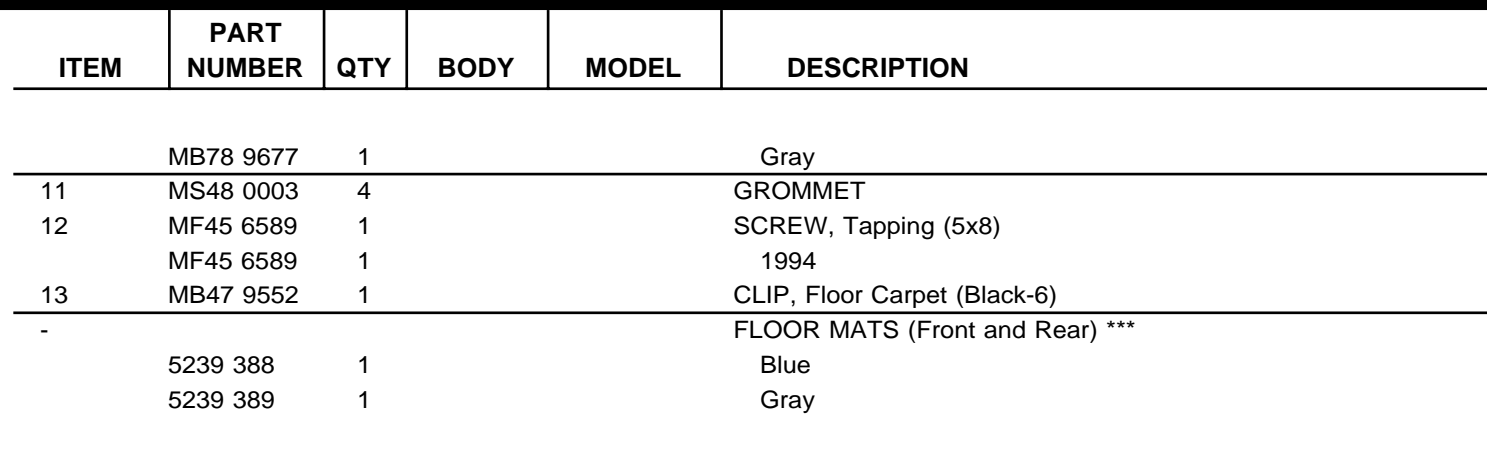 PART
ITEM NUMBER QTY BODY MODEL DESCRIPTION
MB78 9677 1 Gray
11 MS48 0003 4 GROMMET
12 MF45 6589 1 SCREW, Tapping (5x8)
MF45 6589 1 1994
13 MB47 9552 1 CLIP, Floor Carpet (Black-6)
- FLOOR MATS (Front and Rear) ***
5239 388 1 Blue
5239 389 1 Gray